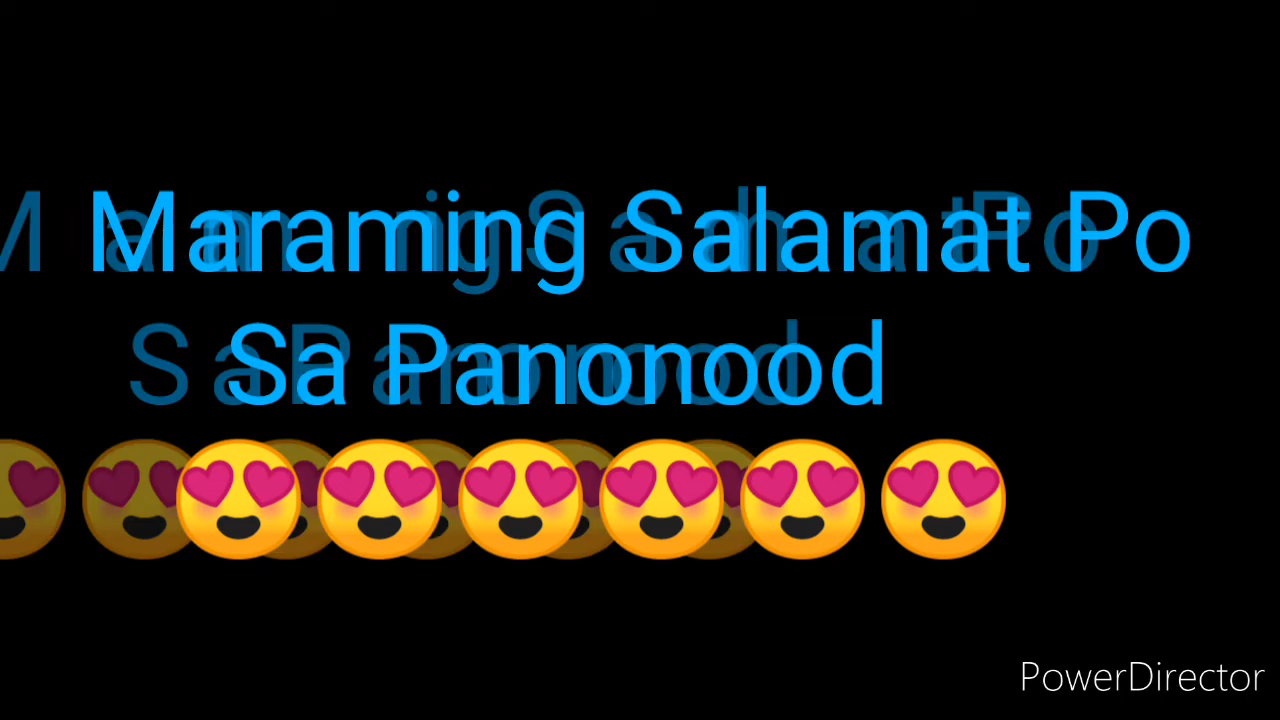 Maraming Salamat Po
Sa Panonood
😍😍😍😍😍😍
PowerDirector